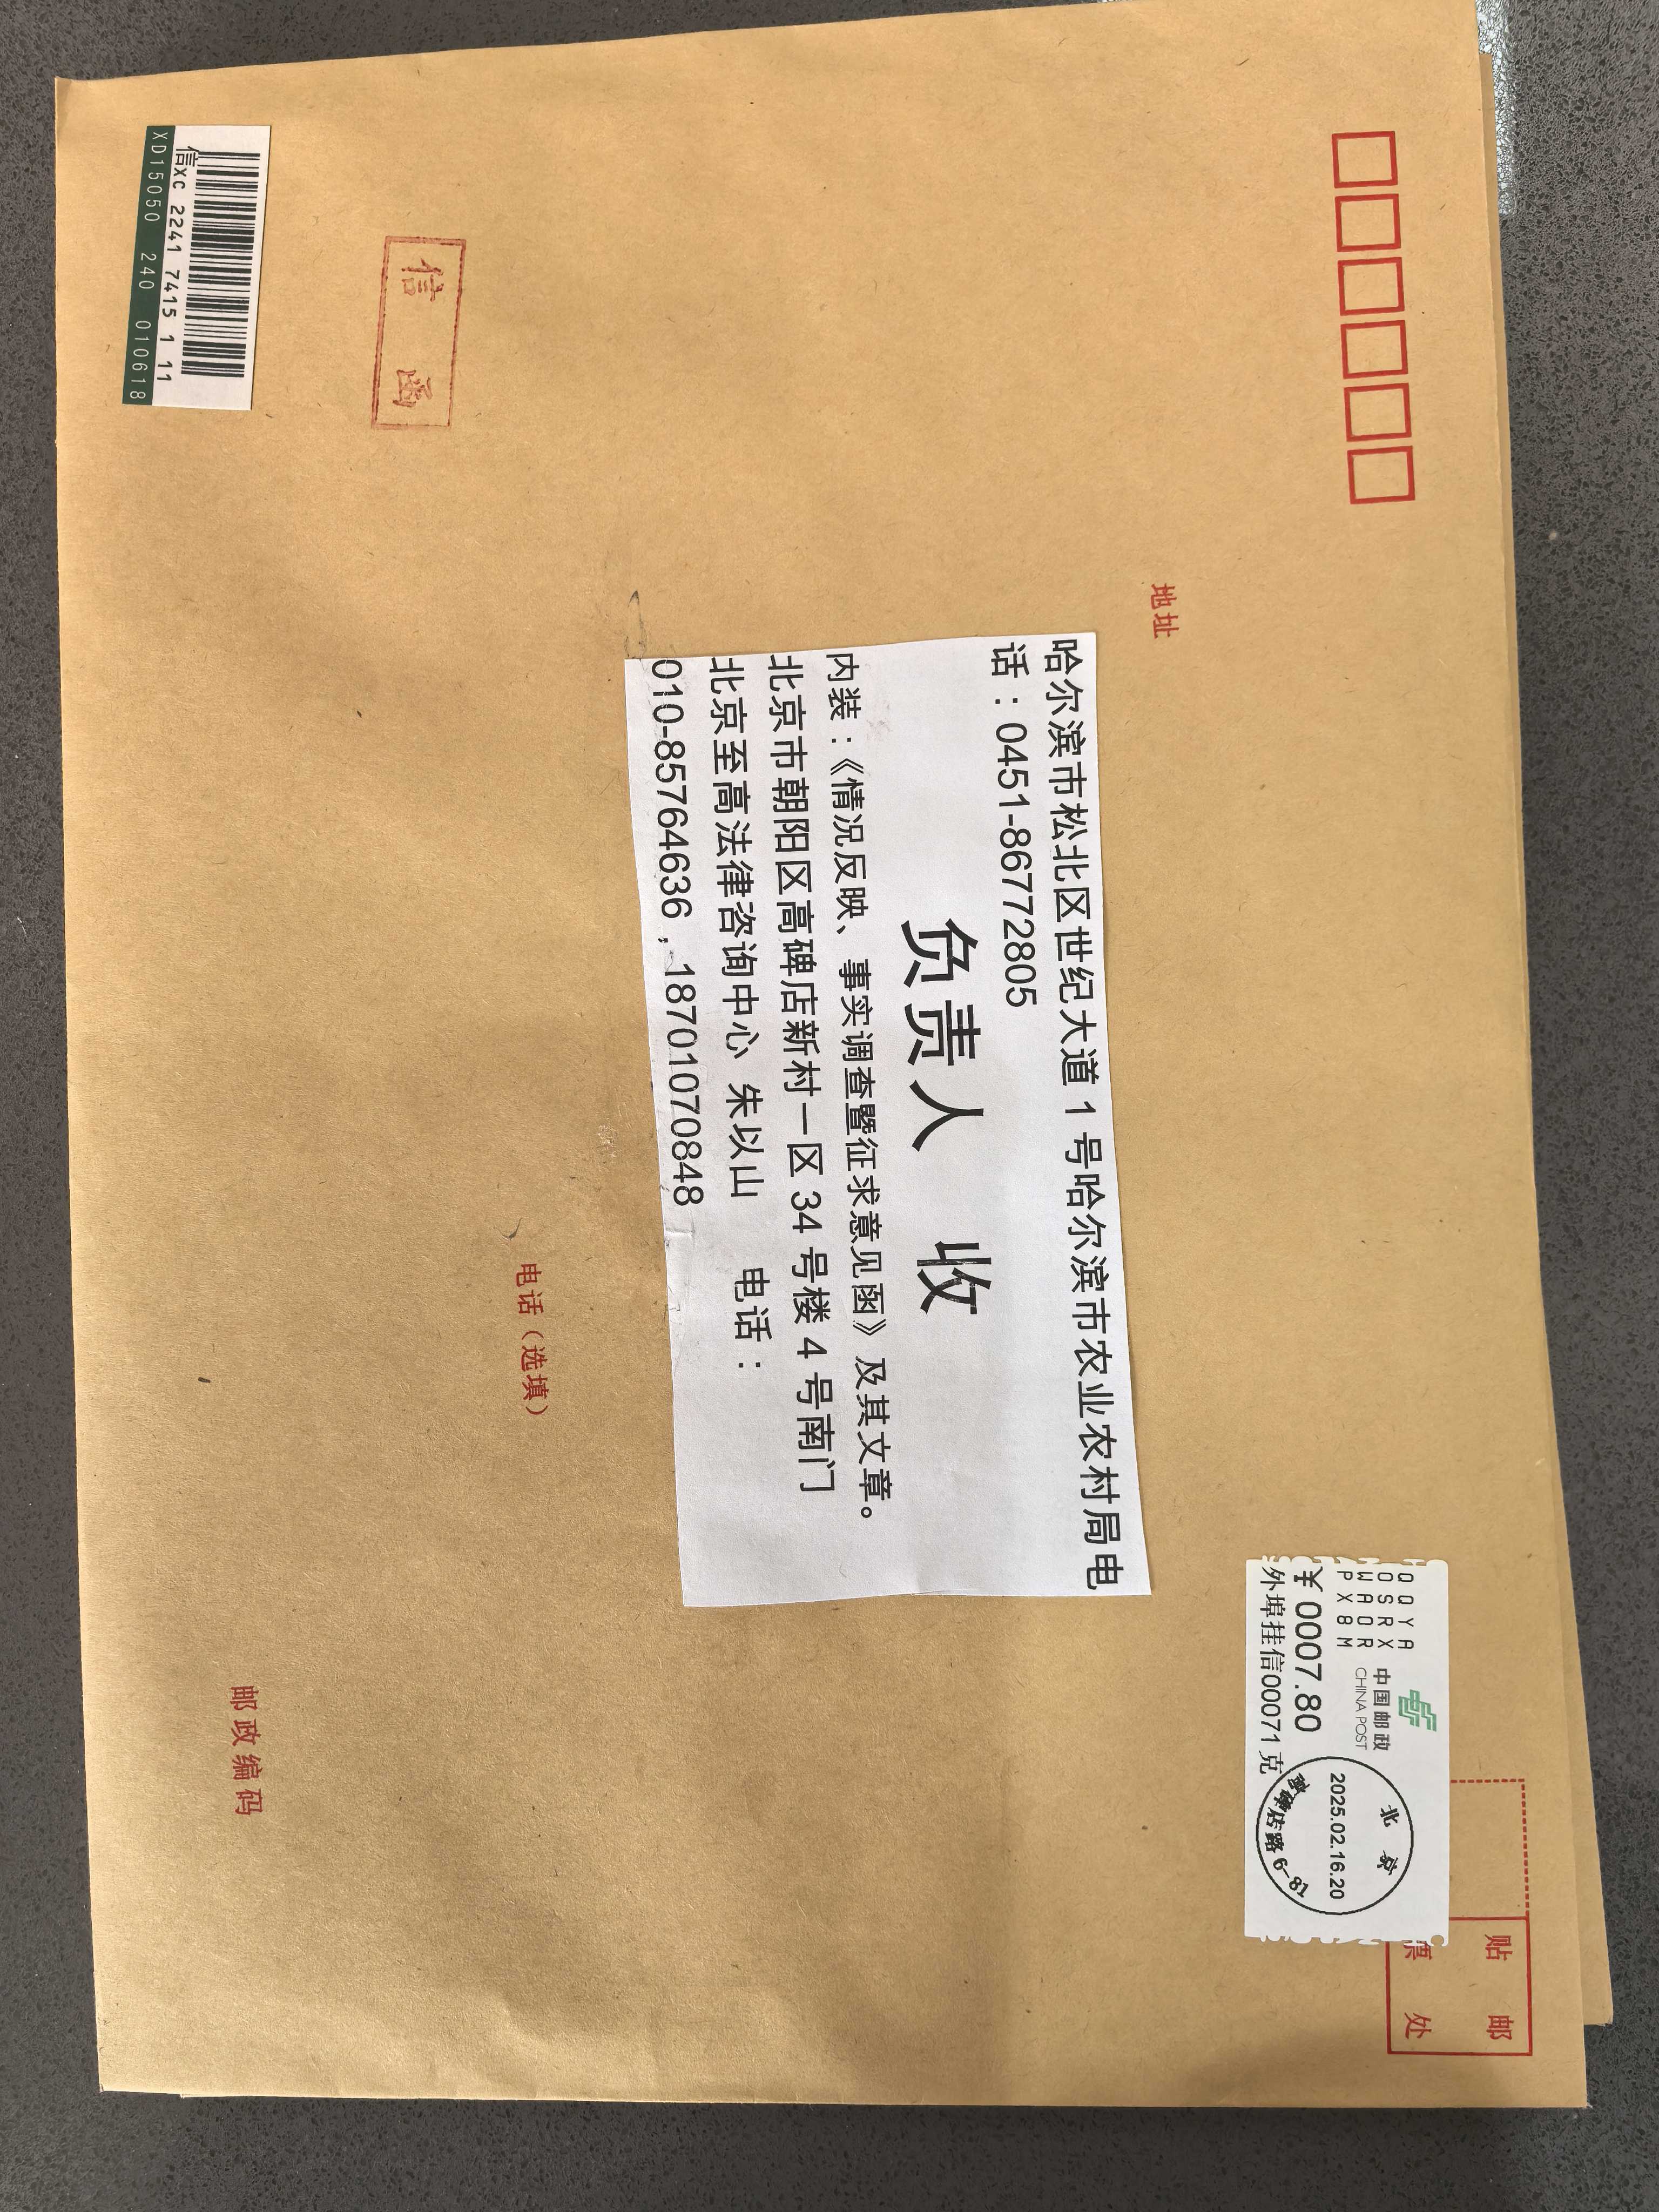 QQYA
OSRX
WAQR
PX8M
中国邮政
CHINA POST
¥0007.80
外埠挂信00071克
北京
2025.02.16.20
6-81
贴邮
票处
地址
哈尔滨市松北区世纪大道 1 号哈尔滨市农业农村局电
话：0451-86772805
负责人 收
内装：《情况反映、事实调查暨征求意见函》及其文章。
北京市朝阳区高碑店新村一区 34 号楼 4 号南门
北京至高法律咨询中心 朱以山 电话：
010-85764636，18701070848
电话（选填）
信函
邮政编码
信XC 2241 7415 1 11
XD15050 240 010618